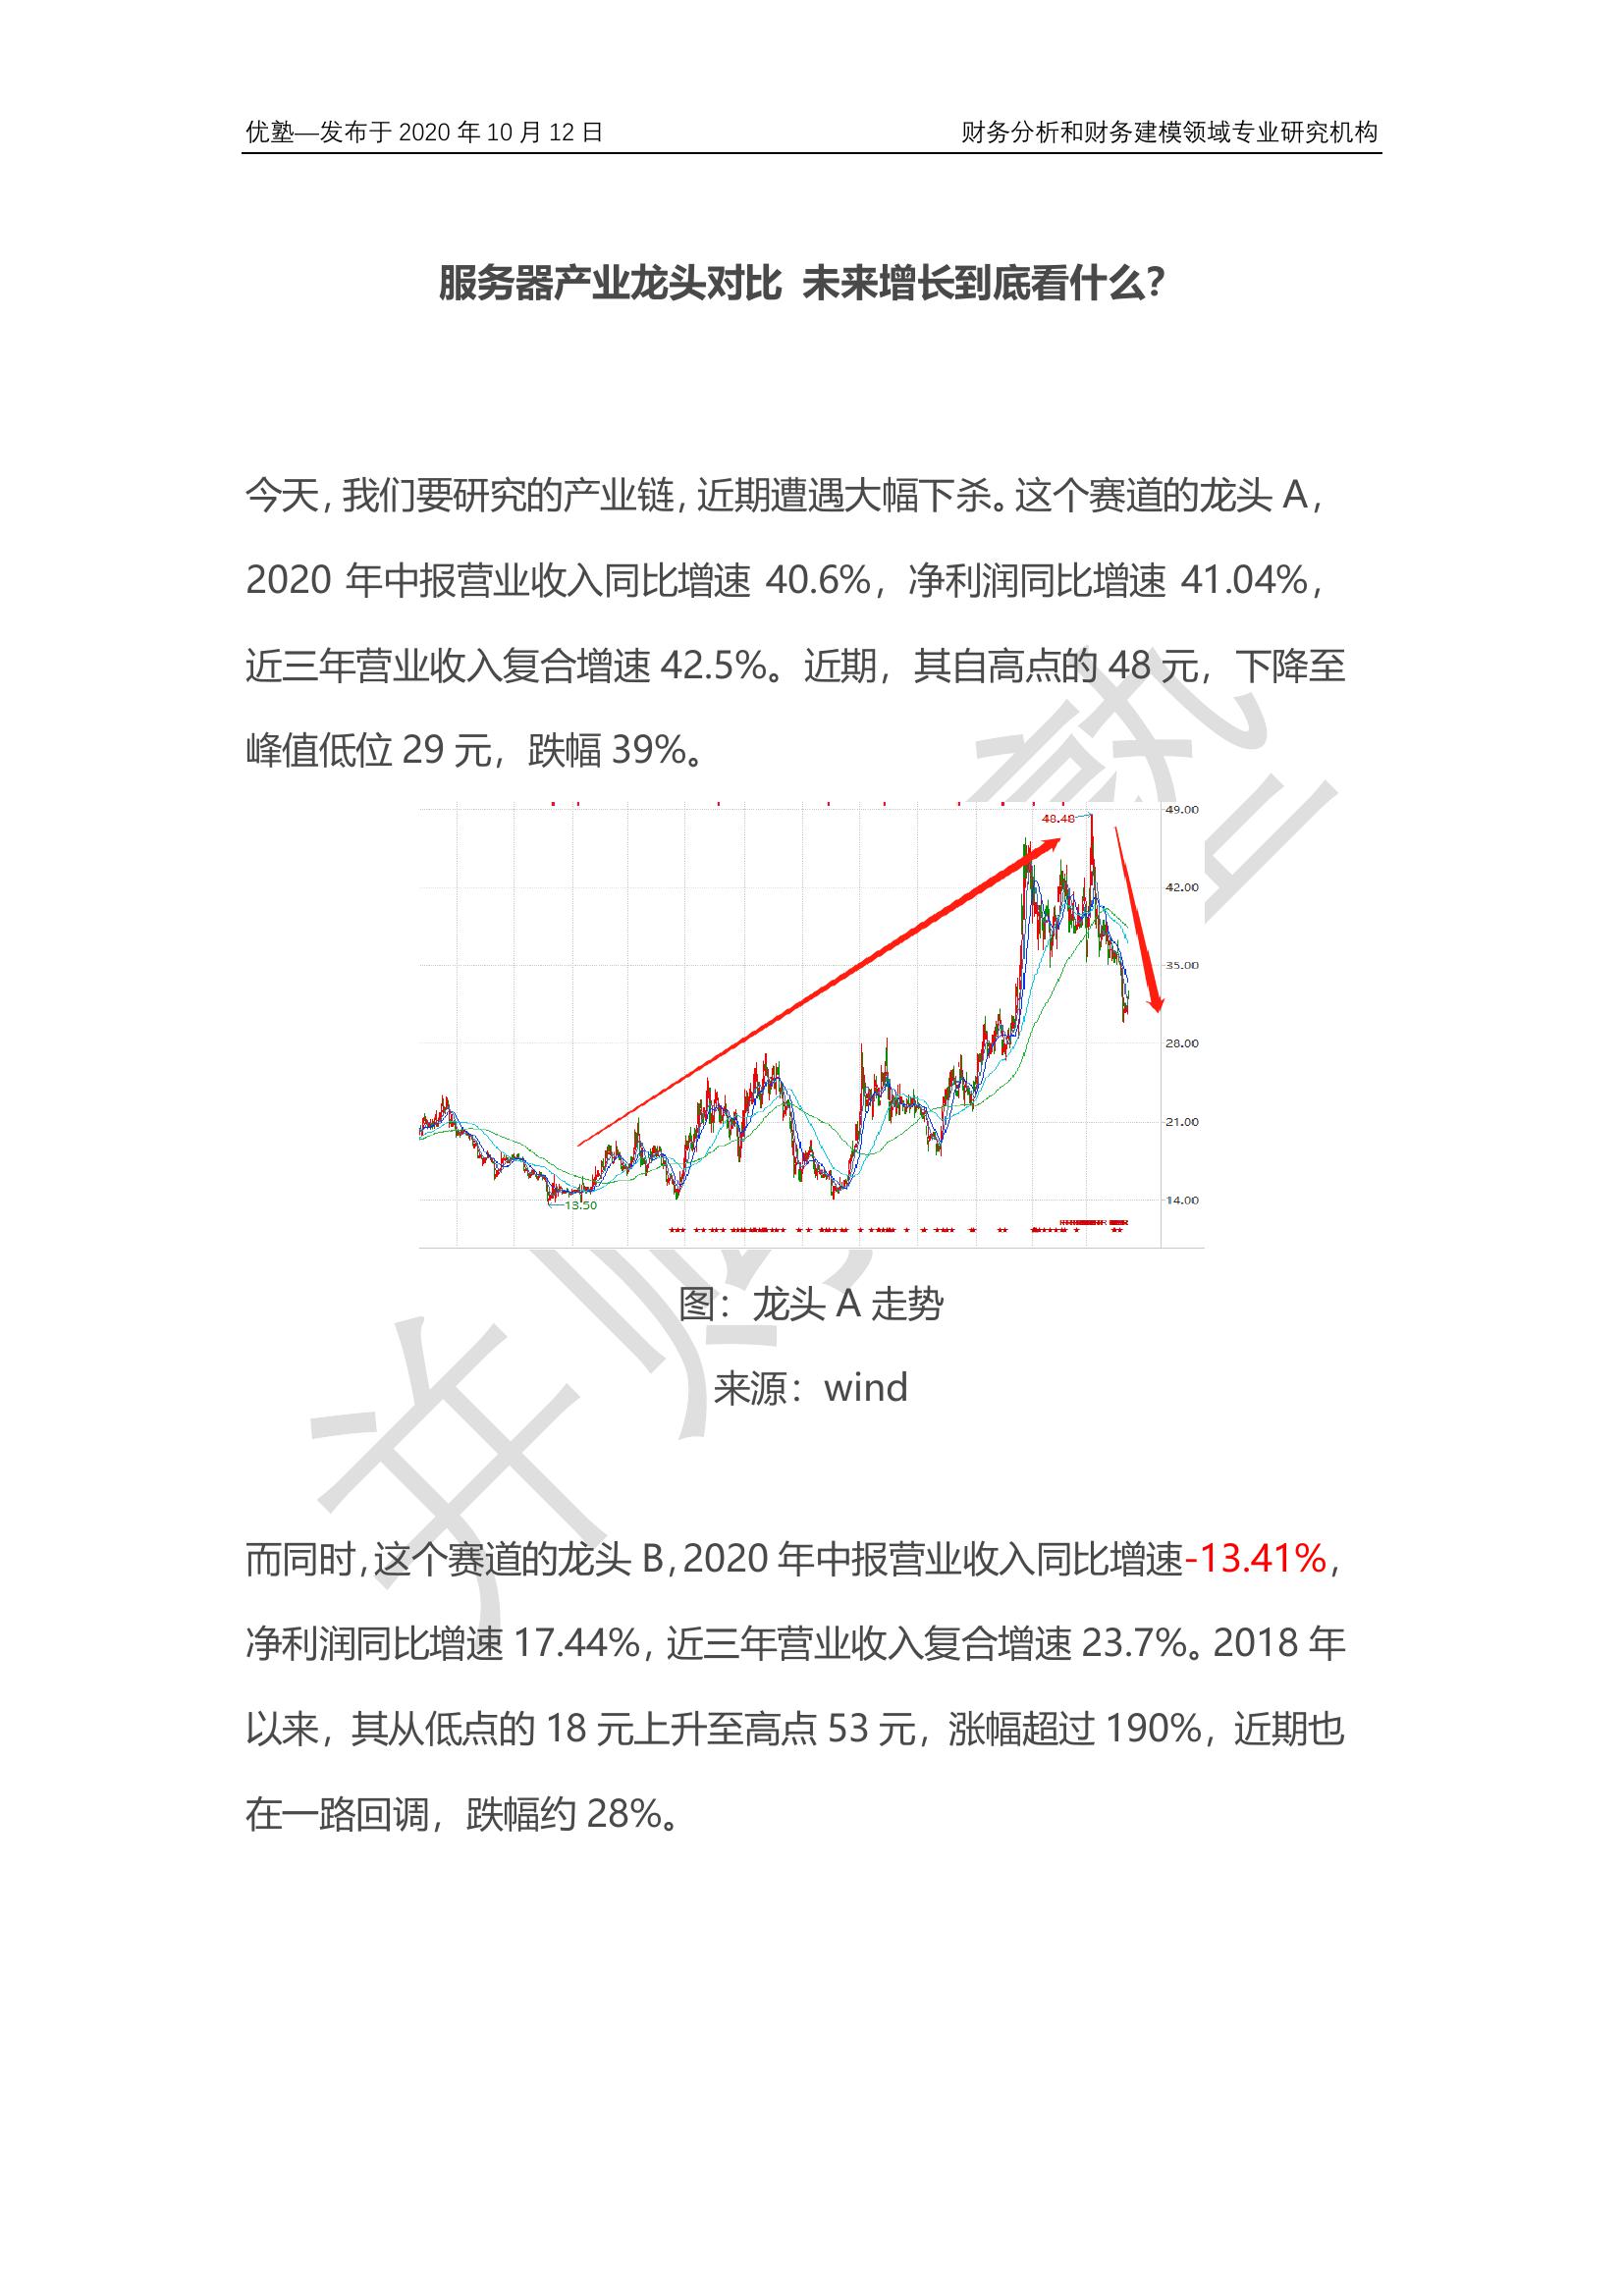 优塾—发布于 2020 年 10 月 12 日 财务分析和财务建模领域专业研究机构
服务器产业龙头对比 未来增长到底看什么？
今天，我们要研究的产业链，近期遭遇大幅下杀。这个赛道的龙头 A，
2020 年中报营业收入同比增速 40.6%，净利润同比增速 41.04%，
近三年营业收入复合增速 42.5%。近期，其自高点的 48 元，下降至
峰值低位 29 元，跌幅 39%。
49.00
48.48
42.00
35.00
28.00
21.00
14.00
13.50
图：龙头 A 走势
来源：wind
而同时，这个赛道的龙头 B，2020 年中报营业收入同比增速-13.41%，
净利润同比增速 17.44%，近三年营业收入复合增速 23.7%。2018 年
以来，其从低点的 18 元上升至高点 53 元，涨幅超过 190%，近期也
在一路回调，跌幅约 28%。